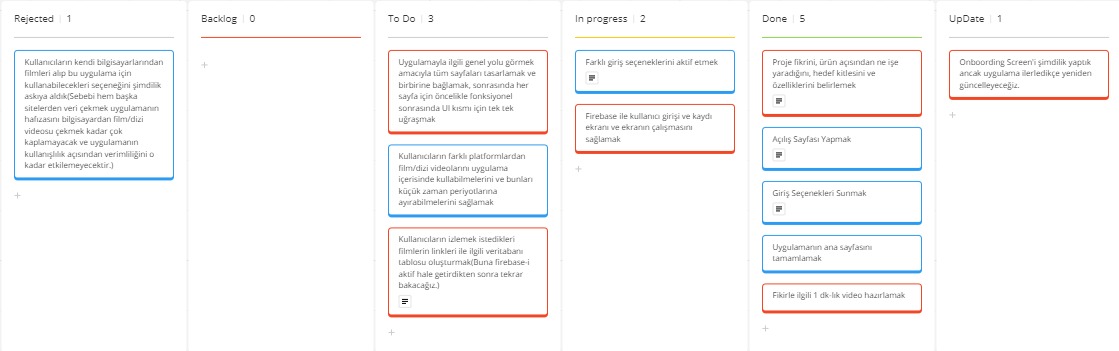 Rejected | 1
Kullanıcıların kendi bilgisayarlarından
filmleri alıp bu uygulama için
kullanabilecekleri seçeneğini şimdilik
askıya aldık(Sebebi hem başka
sitelerden veri çekmek uygulamanın
hafızasını bilgisayardan film/dizi
videosu çekmek kadar çok
kaplamayacak ve uygulamanın
kullanışlılık açısından verimliliğini o
kadar etkilemeyecektir.)
+
Backlog | 0
+
To Do | 3
Uygulamayla ilgili genel yolu görmek
amacıyla tüm sayfaları tasarlamak ve
birbirine bağlamak, sonrasında her
sayfa için öncelikle fonksiyonel
sonrasında UI kısmı için tek tek
uğraşmak
Kullanıcıların farklı platformlardan
film/dizi videolarını uygulama
içerisinde kullabilmelerini ve bunları
küçük zaman periyotlarına
ayırabilmelerini sağlamak
Kullanıcıların izlemek istedikleri
filmlerin linkleri ile ilgili veritabanı
tablosu oluşturmak(Buna firebase-i
aktif hale getirdikten sonra tekrar
bakacağız.)
+
In progress | 2
Farklı giriş seçeneklerini aktif etmek
Firebase ile kullanıcı girişi ve kaydı
ekranı ve ekranın çalışmasını
sağlamak
+
Done | 5
Proje fikrini, ürün açısından ne işe
yaradığını, hedef kitlesini ve
özelliklerini belirlemek
Açılış Sayfası Yapmak
Giriş Seçenekleri Sunmak
Uygulamanın ana sayfasını
tamamlamak
Fikirle ilgili 1 dk-lık video hazırlamak
+
UpDate | 1
Onboording Screen'i şimdilik yaptık
ancak uygulama ilerledikçe yeniden
güncelleyeceğiz.
+